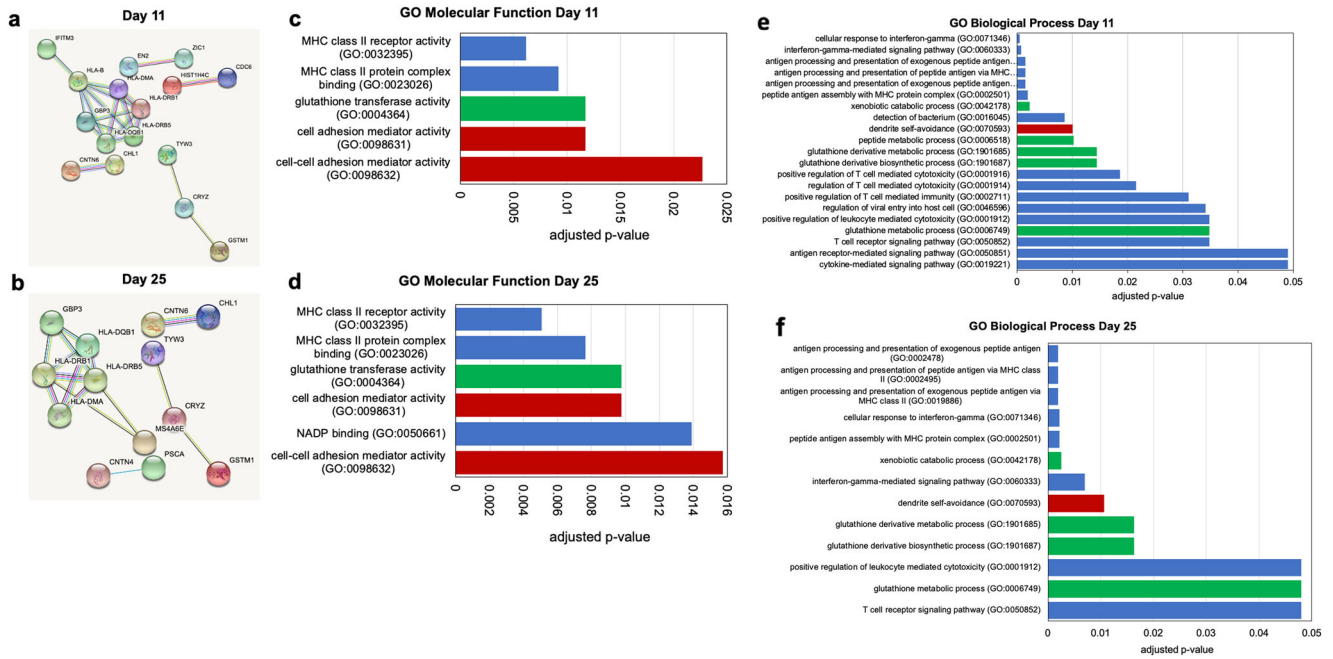 a
Day 11
IFITM3
EN2
ZIC1
HLA-B
HLA-DMA
HIST1H4C
CDC6
HLA-DRB1
GBP3
HLA-DRB5
HLA-DQB1
TYW3
CNTN6
CHL1
CRYZ
GSTM1
b
Day 25
GBP3
CNTN6
CHL1
HLA-DQB1
TYW3
HLA-DRB1
HLA-DRB5
HLA-DMA
CRYZ
MS4A6E
CNTN4
PSCA
GSTM1
c
GO Molecular Function Day 11
MHC class II receptor activity
(GO:0032395)
MHC class II protein complex
binding (GO:0023026)
glutathione transferase activity
(GO:0004364)
cell adhesion mediator activity
(GO:0098631)
cell-cell adhesion mediator activity
(GO:0098632)
0
0.005
0.01
0.015
0.02
0.025
adjusted p-value
d
GO Molecular Function Day 25
MHC class II receptor activity
(GO:0032395)
MHC class II protein complex
binding (GO:0023026)
glutathione transferase activity
(GO:0004364)
cell adhesion mediator activity
(GO:0098631)
NADP binding (GO:0050661)
cell-cell adhesion mediator activity
(GO:0098632)
0
0.002
0.004
0.006
0.008
0.01
0.012
0.014
0.016
adjusted p-value
e
GO Biological Process Day 11
cellular response to interferon-gamma (GO:0071346)
interferon-gamma-mediated signaling pathway (GO:0060333)
antigen processing and presentation of exogenous peptide antigen...
antigen processing and presentation of peptide antigen via MHC...
antigen processing and presentation of exogenous peptide antigen...
peptide antigen assembly with MHC protein complex (GO:0002501)
xenobiotic catabolic process (GO:0042178)
detection of bacterium (GO:0016045)
dendrite self-avoidance (GO:0070593)
peptide metabolic process (GO:0006518)
glutathione derivative metabolic process (GO:1901685)
glutathione derivative biosynthetic process (GO:1901687)
positive regulation of T cell mediated cytotoxicity (GO:0001916)
regulation of T cell mediated cytotoxicity (GO:0001914)
positive regulation of T cell mediated immunity (GO:0002711)
regulation of viral entry into host cell (GO:0046596)
positive regulation of leukocyte mediated cytotoxicity (GO:0001912)
glutathione metabolic process (GO:0006749)
T cell receptor signaling pathway (GO:0050852)
antigen receptor-mediated signaling pathway (GO:0050851)
cytokine-mediated signaling pathway (GO:0019221)
0 0.01 0.02 0.03 0.04 0.05
adjusted p-value
f
GO Biological Process Day 25
antigen processing and presentation of exogenous peptide antigen
(GO:0002478)
antigen processing and presentation of peptide antigen via MHC class
II (GO:0002495)
antigen processing and presentation of exogenous peptide antigen via
MHC class II (GO:0019886)
cellular response to interferon-gamma (GO:0071346)
peptide antigen assembly with MHC protein complex (GO:0002501)
xenobiotic catabolic process (GO:0042178)
interferon-gamma-mediated signaling pathway (GO:0060333)
dendrite self-avoidance (GO:0070593)
glutathione derivative metabolic process (GO:1901685)
glutathione derivative biosynthetic process (GO:1901687)
positive regulation of leukocyte mediated cytotoxicity (GO:0001912)
glutathione metabolic process (GO:0006749)
T cell receptor signaling pathway (GO:0050852)
0 0.01 0.02 0.03 0.04 0.05
adjusted p-value